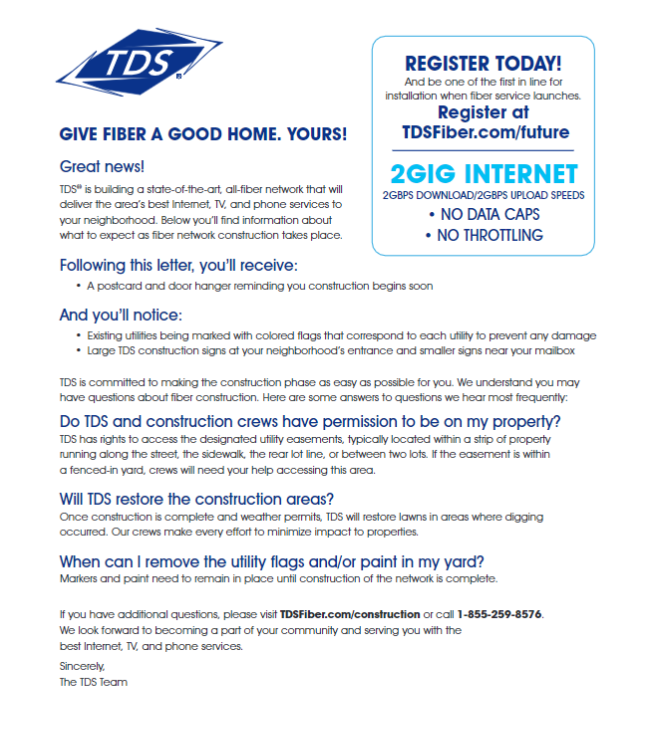 TDS®
REGISTER TODAY!
And be one of the first in line for
installation when fiber service launches.
Register at
TDSFiber.com/future
2GIG INTERNET
2GBPS DOWNLOAD/2GBPS UPLOAD SPEEDS
• NO DATA CAPS
• NO THROTTLING
GIVE FIBER A GOOD HOME. YOURS!
Great news!
TDS® is building a state-of-the-art, all-fiber network that will
deliver the area's best Internet, TV, and phone services to
your neighborhood. Below you'll find information about
what to expect as fiber network construction takes place.
Following this letter, you'll receive:
• A postcard and door hanger reminding you construction begins soon
And you'll notice:
• Existing utilities being marked with colored flags that correspond to each utility to prevent any damage
• Large TDS construction signs at your neighborhood's entrance and smaller signs near your mailbox
TDS is committed to making the construction phase as easy as possible for you. We understand you may
have questions about fiber construction. Here are some answers to questions we hear most frequently:
Do TDS and construction crews have permission to be on my property?
TDS has rights to access the designated utility easements, typically located within a strip of property
running along the street, the sidewalk, the rear lot line, or between two lots. If the easement is within
a fenced-in yard, crews will need your help accessing this area.
Will TDS restore the construction areas?
Once construction is complete and weather permits, TDS will restore lawns in areas where digging
occurred. Our crews make every effort to minimize impact to properties.
When can I remove the utility flags and/or paint in my yard?
Markers and paint need to remain in place until construction of the network is complete.
If you have additional questions, please visit TDSFiber.com/construction or call 1-855-259-8576.
We look forward to becoming a part of your community and serving you with the
best Internet, TV, and phone services.
Sincerely,
The TDS Team